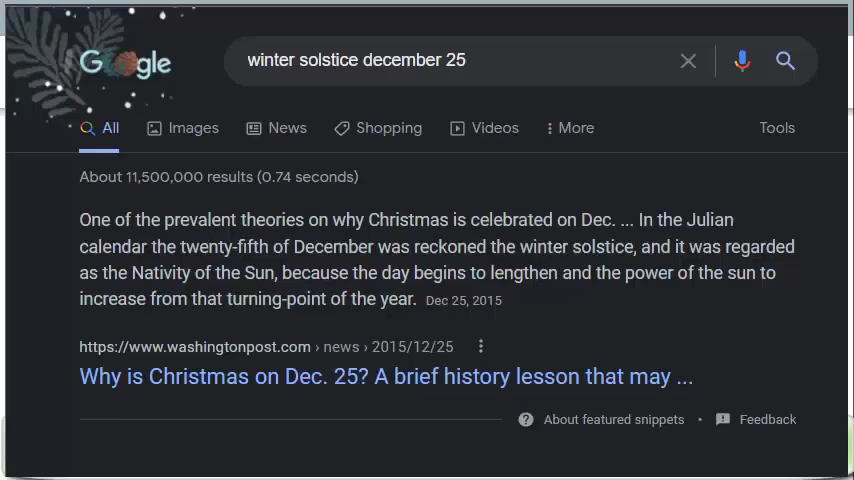 Google
winter solstice december 25
All Images News Shopping Videos More Tools
About 11,500,000 results (0.74 seconds)
One of the prevalent theories on why Christmas is celebrated on Dec. ... In the Julian
calendar the twenty-fifth of December was reckoned the winter solstice, and it was regarded
as the Nativity of the Sun, because the day begins to lengthen and the power of the sun to
increase from that turning-point of the year. Dec 25, 2015
https://www.washingtonpost.com › news › 2015/12/25
Why is Christmas on Dec. 25? A brief history lesson that may ...
About featured snippets • Feedback